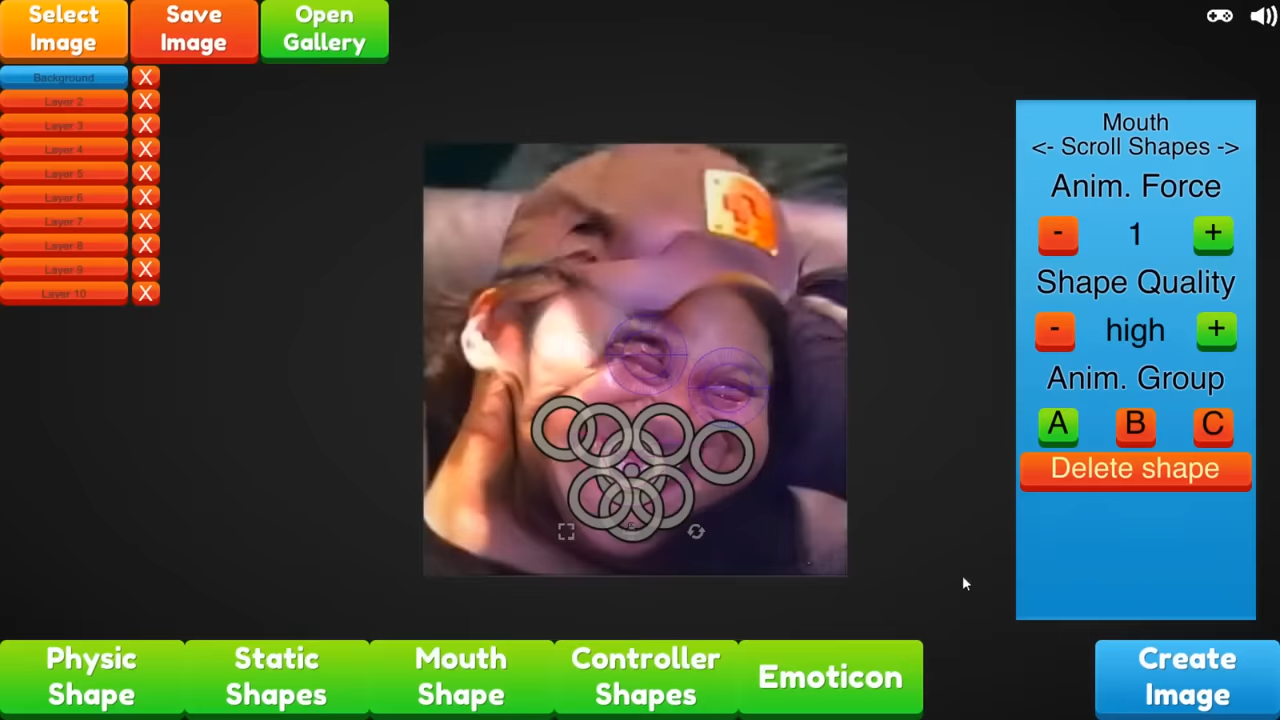 Select
Image
Save
Image
Open
Gallery
Background X
Layer 2 X
Layer 3 X
Layer 4 X
Layer 5 X
Layer 6 X
Layer 7 X
Layer 8 X
Layer 9 X
Layer 10 X
Mouth
<- Scroll Shapes ->
Anim. Force
- 1 +
Shape Quality
- high +
Anim. Group
A B C
Delete shape
Physic
Shape
Static
Shapes
Mouth
Shape
Controller
Shapes
Emoticon
Create
Image